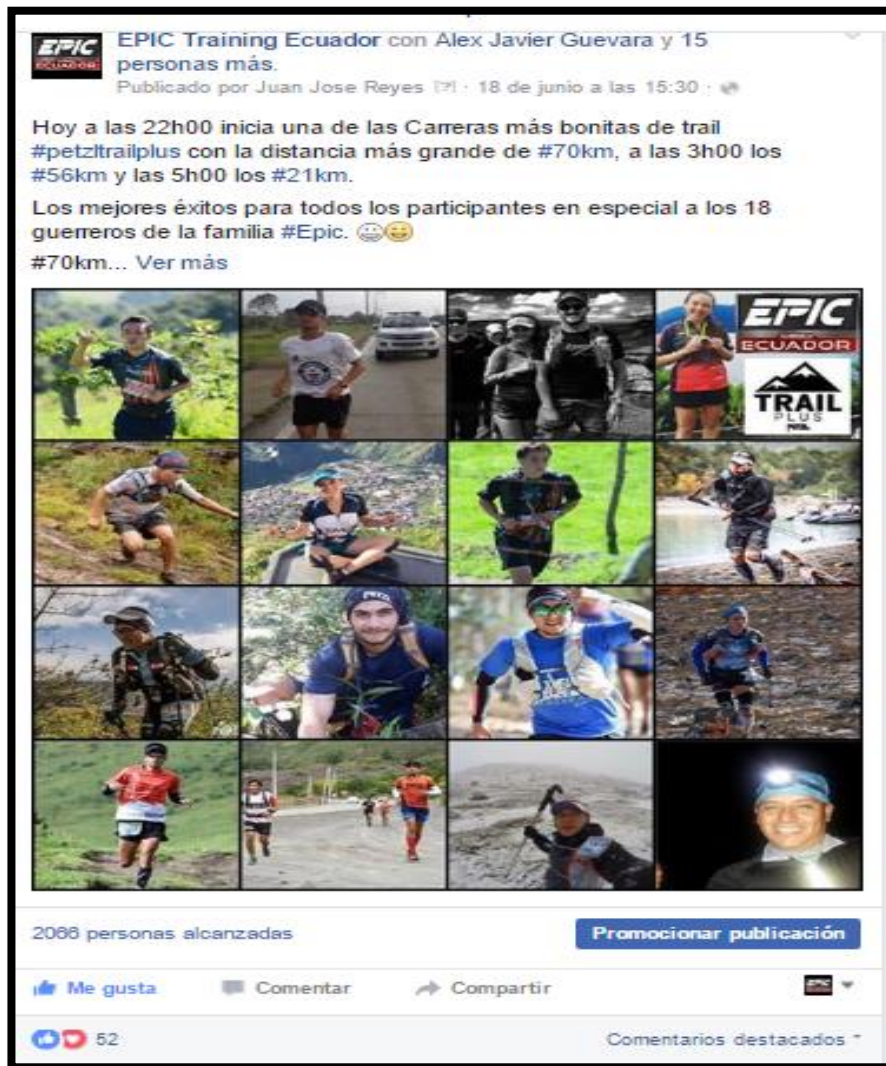 EPIC
ECUADOR
EPIC Training Ecuador con Alex Javier Guevara y 15
personas más.
Publicado por Juan Jose Reyes [?] · 18 de junio a las 15:30 ·
Hoy a las 22h00 inicia una de las Carreras más bonitas de trail
#petzltrailplus con la distancia más grande de #70km, a las 3h00 los
#56km y las 5h00 los #21km.
Los mejores éxitos para todos los participantes en especial a los 18
guerreros de la familia #Epic.
#70km... Ver más
EPIC
ECUADOR
TRAIL
PLUS
2066 personas alcanzadas
Promocionar publicación
Me gusta Comentar Compartir
52 Comentarios destacados